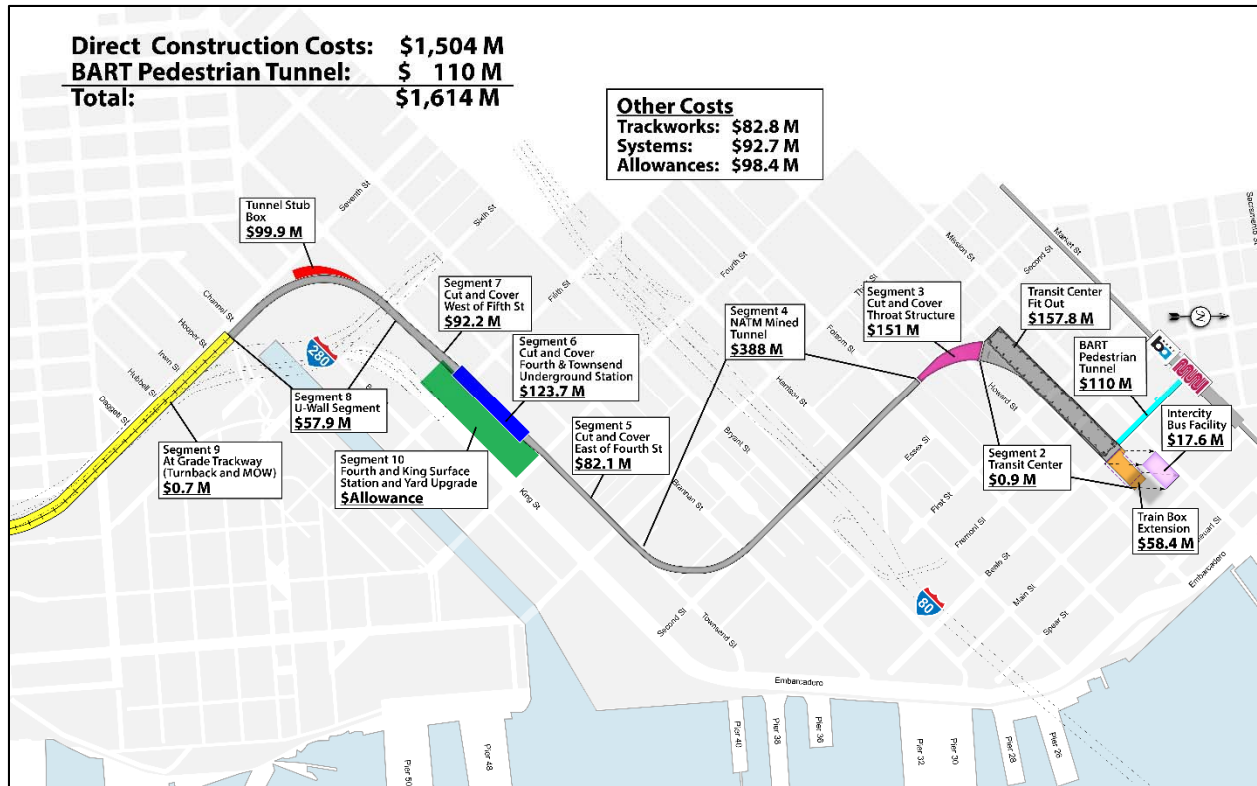 Direct Construction Costs: $1,504 M
BART Pedestrian Tunnel: $ 110 M
Total: $1,614 M
Other Costs
Trackworks: $82.8 M
Systems: $92.7 M
Allowances: $98.4 M
Tunnel Stub
Box
$99.9 M
Seventh St
Sixth St
Fifth St
Fourth St
Folsom St
Mission St
Second St
Market St
Sacramento St
Segment 7
Cut and Cover
West of Fifth St
$92.2 M
Segment 4
NATM Mined
Tunnel
$388 M
Segment 3
Cut and Cover
Throat Structure
$151 M
Transit Center
Fit Out
$157.8 M
N
ba
BART
Pedestrian
Tunnel
$110 M
Intercity
Bus Facility
$17.6 M
Channel St
Hooper St
Irwin St
Hubbell St
Daggett St
280
Segment 6
Cut and Cover
Fourth & Townsend
Underground Station
$123.7 M
Harrison St
Bryant St
Brannan St
Howard St
Segment 8
U-Wall Segment
$57.9 M
Segment 5
Cut and Cover
East of Fourth St
$82.1 M
Segment 2
Transit Center
$0.9 M
Segment 9
At Grade Trackway
(Turnback and MOW)
$0.7 M
Segment 10
Fourth and King Surface
Station and Yard Upgrade
$Allowance
King St
Essex St
First St
Fremont St
Beale St
Main St
Spear St
Train Box
Extension
$58.4 M
Embarcadero
80
Second St
Townsend St
Embarcadero
Pier 50
Pier 48
Pier 40
Pier 38
Pier 36
Pier 32
Pier 30
Pier 28
Pier 26